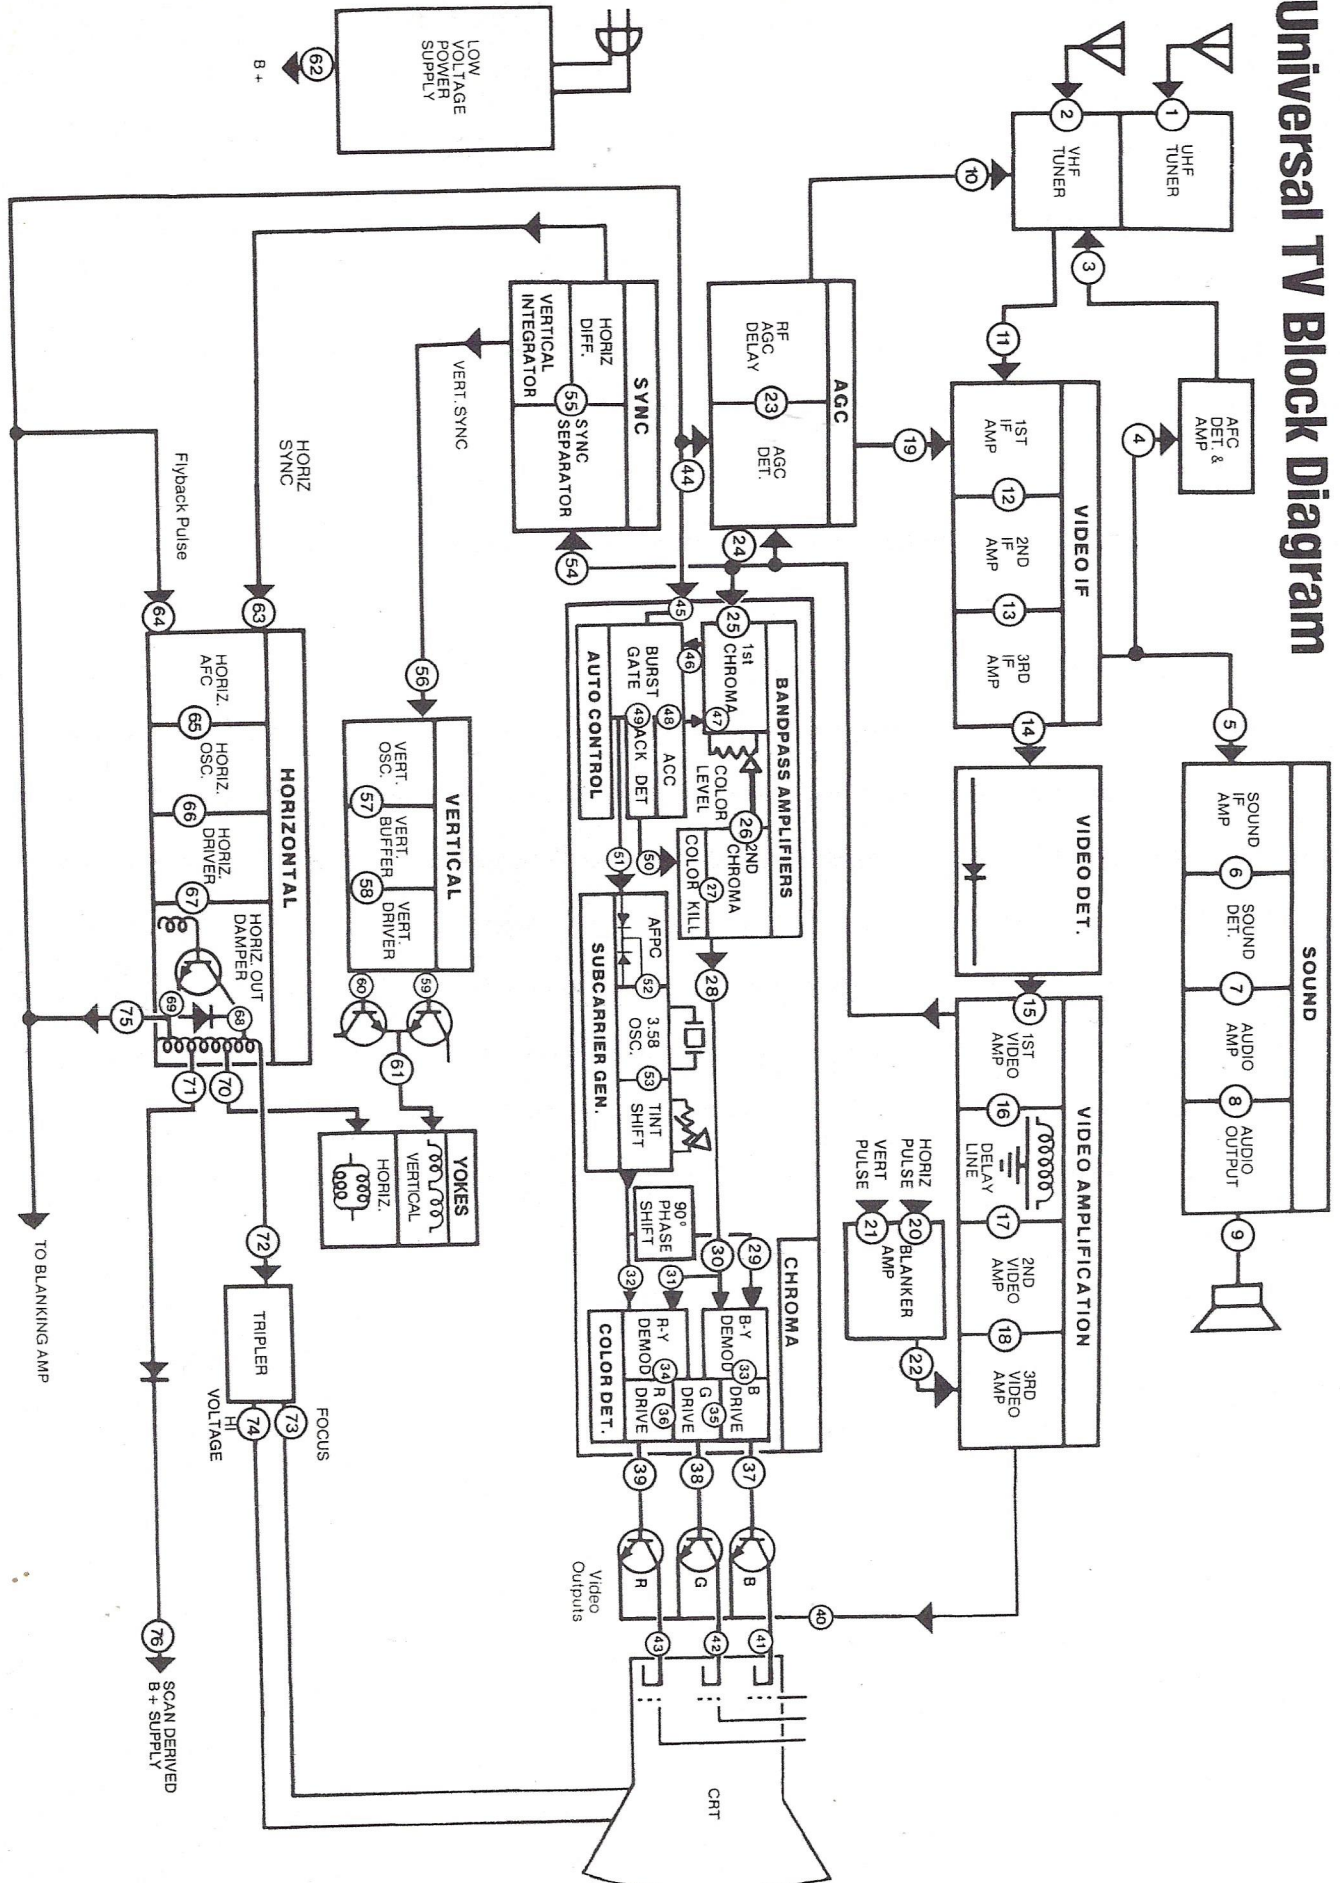 Universal TV Block Diagram
1
UHF
TUNER
2
VHF
TUNER
3
AFC
DET. &
AMP
4
5
SOUND
SOUND
IF
AMP
6
SOUND
DET.
7
AUDIO
AMP
8
AUDIO
OUTPUT
9
10
11
VIDEO IF
1ST
IF
AMP
12
2ND
IF
AMP
13
3RD
IF
AMP
14
VIDEO DET.
15
VIDEO AMPLIFICATION
1ST
VIDEO
AMP
16
DELAY
LINE
17
2ND
VIDEO
AMP
18
3RD
VIDEO
AMP
19
HORIZ
PULSE
20
VERT
PULSE
21
BLANKER
AMP
22
AGC
RF
AGC
DELAY
23
AGC
DET.
24
44
SYNC
HORIZ
DIFF.
VERTICAL
INTEGRATOR
55
SYNC
SEPARATOR
54
CHROMA
BANDPASS AMPLIFIERS
25
1st
CHROMA
COLOR
LEVEL
26
2ND
CHROMA
27
COLOR KILL
28
45
46
47
AUTO CONTROL
BURST
GATE
48
ACC
49
ACK DET
50
51
SUBCARRIER GEN.
AFPC
52
3.58
OSC.
53
TINT
SHIFT
90°
PHASE
SHIFT
29
30
31
32
COLOR DET.
B-Y
DEMOD
33
B
DRIVE
R-Y
DEMOD
34
G
35
DRIVE
R
36
DRIVE
37
38
39
B
G
R
Video
Outputs
40
41
42
43
CRT
LOW
VOLTAGE
POWER
SUPPLY
62
B +
VERT. SYNC
56
VERTICAL
VERT.
OSC.
57
VERT.
BUFFER
58
VERT.
DRIVER
59
60
61
YOKES
VERTICAL
HORIZ.
HORIZ
SYNC
63
Flyback Pulse
64
HORIZONTAL
HORIZ.
AFC
65
HORIZ.
OSC.
66
HORIZ.
DRIVER
67
HORIZ. OUT
DAMPER
68
69
70
71
72
TRIPLER
73
FOCUS
74
HI
VOLTAGE
75
TO BLANKING AMP
76
SCAN DERIVED
B + SUPPLY